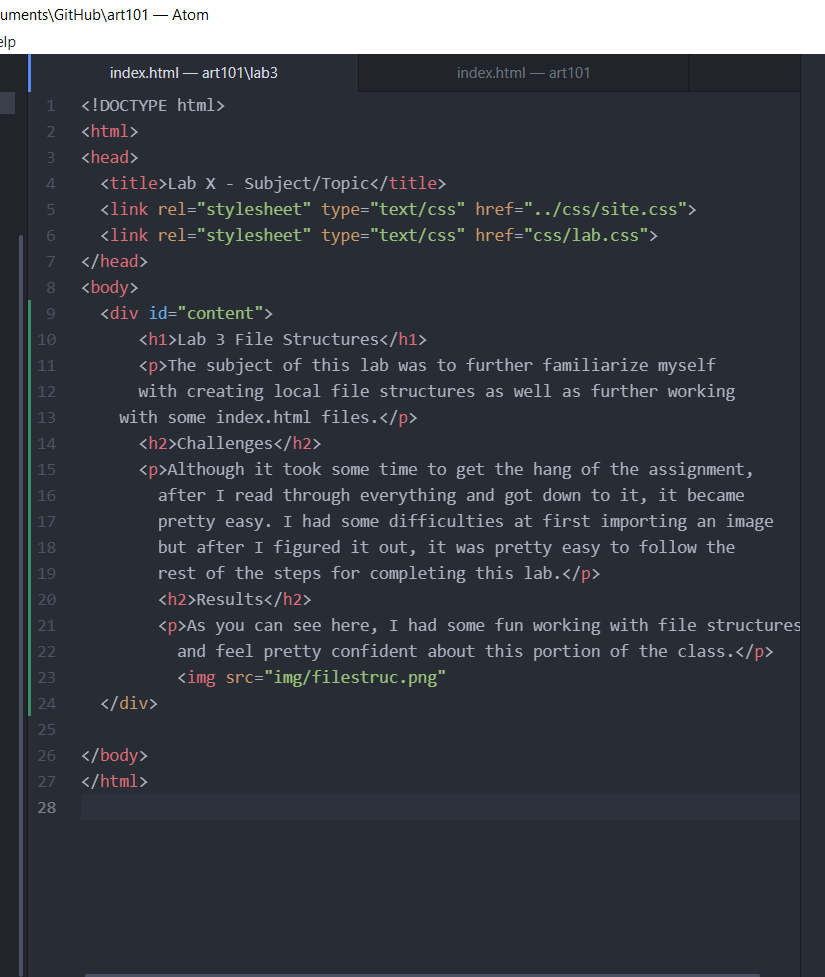 uments\GitHub\art101 — Atom
elp
index.html — art101\lab3 index.html — art101
1 <!DOCTYPE html>
2 <html>
3 <head>
4 <title>Lab X - Subject/Topic</title>
5 <link rel="stylesheet" type="text/css" href="../css/site.css">
6 <link rel="stylesheet" type="text/css" href="css/lab.css">
7 </head>
8 <body>
9 <div id="content">
10 <h1>Lab 3 File Structures</h1>
11 <p>The subject of this lab was to further familiarize myself
12 with creating local file structures as well as further working
13 with some index.html files.</p>
14 <h2>Challenges</h2>
15 <p>Although it took some time to get the hang of the assignment,
16 after I read through everything and got down to it, it became
17 pretty easy. I had some difficulties at first importing an image
18 but after I figured it out, it was pretty easy to follow the
19 rest of the steps for completing this lab.</p>
20 <h2>Results</h2>
21 <p>As you can see here, I had some fun working with file structures
22 and feel pretty confident about this portion of the class.</p>
23 <img src="img/filestruc.png"
24 </div>
25
26 </body>
27 </html>
28